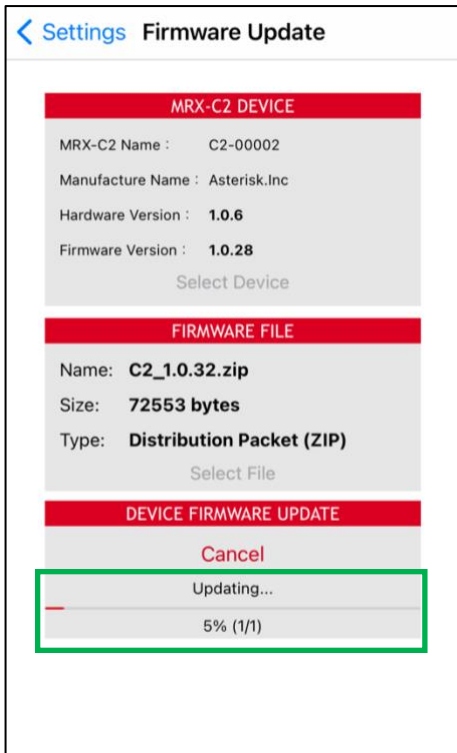 Settings Firmware Update
MRX-C2 DEVICE
MRX-C2 Name : C2-00002
Manufacture Name : Asterisk.Inc
Hardware Version : 1.0.6
Firmware Version : 1.0.28
Select Device
FIRMWARE FILE
Name: C2_1.0.32.zip
Size: 72553 bytes
Type: Distribution Packet (ZIP)
Select File
DEVICE FIRMWARE UPDATE
Cancel
Updating...
5% (1/1)